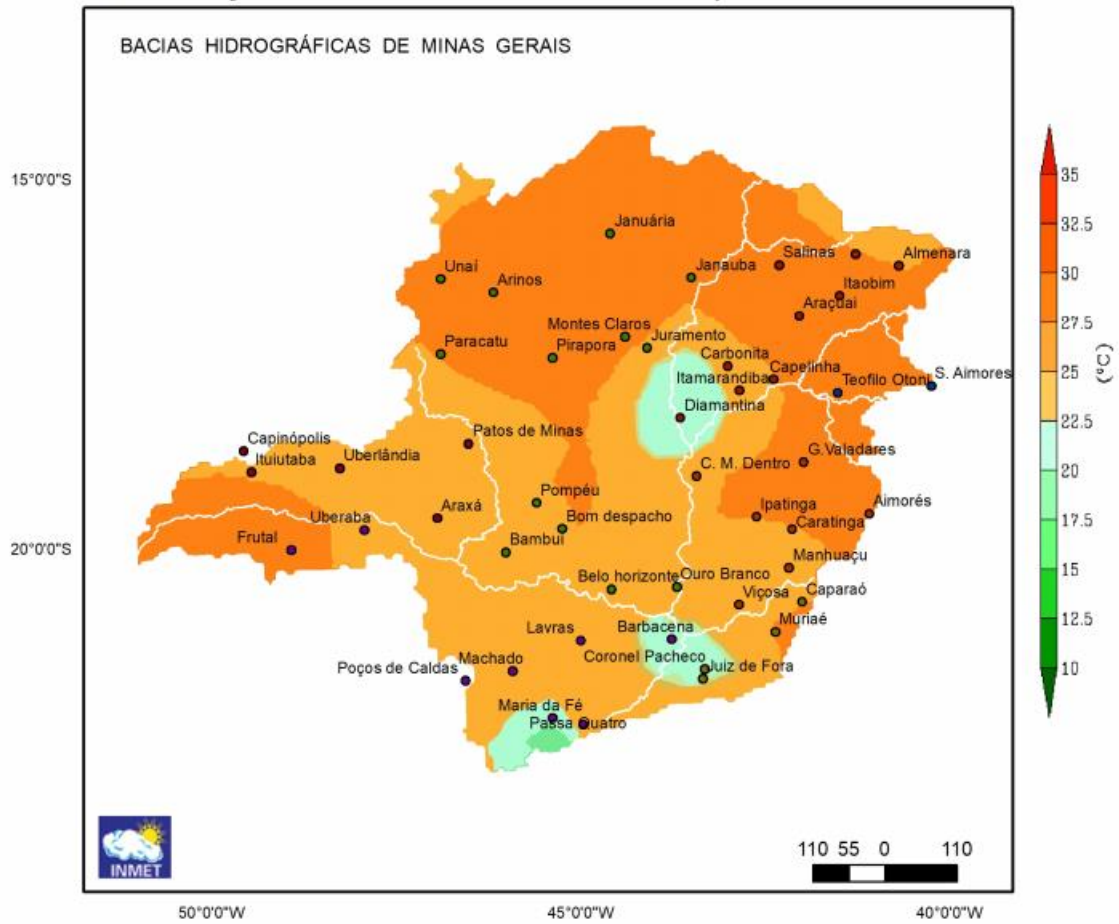 BACIAS HIDROGRÁFICAS DE MINAS GERAIS
15°0'0"S
20°0'0"S
Januária
Unaí
Arinos
Janauba
Salinas
Almenara
Itaobim
Araçuai
Montes Claros
Juramento
Paracatu
Pirapora
Carbonita
Capelinha
Itamarandiba
Teofilo Otoni
S. Aimores
Diamantina
Patos de Minas
Capinópolis
Ituiutaba
Uberlândia
C. M. Dentro
G.Valadares
Pompéu
Araxá
Bom despacho
Uberaba
Ipatinga
Aimorés
Caratinga
Frutal
Bambuí
Manhuaçu
Belo horizonte
Ouro Branco
Viçosa
Caparaó
Muriaé
Lavras
Barbacena
Coronel Pacheco
Juiz de Fora
Machado
Poços de Caldas
Maria da Fé
Passa Quatro
35
32.5
30
27.5
25
22.5
20
17.5
15
12.5
10
(°C)
INMET
110 55 0 110
50°0'0"W 45°0'0"W 40°0'0"W